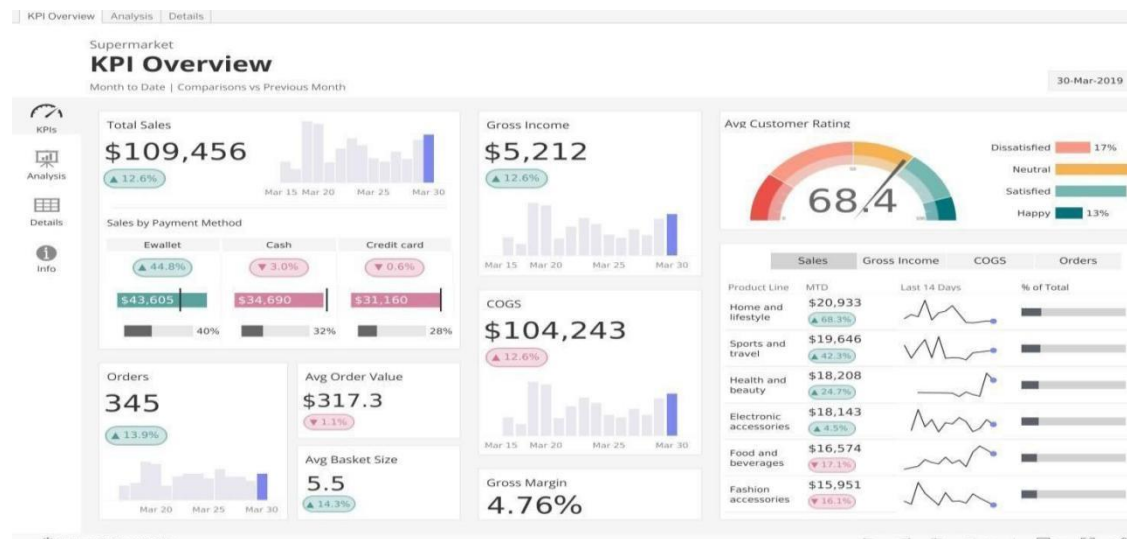 KPI Overview Analysis Details
Supermarket
KPI Overview
Month to Date | Comparisons vs Previous Month
30-Mar-2019
KPIs
Analysis
Details
Info
Total Sales
$109,456
▲ 12.6%
Mar 15 Mar 20 Mar 25 Mar 30
Sales by Payment Method
Ewallet Cash Credit card
▲ 44.8% ▼ 3.0% ▼ 0.6%
$43,605 $34,690 $31,160
40% 32% 28%
Orders
345
▲ 13.9%
Mar 20 Mar 25 Mar 30
Avg Order Value
$317.3
▼ 1.1%
Avg Basket Size
5.5
▲ 14.3%
Gross Income
$5,212
▲ 12.6%
Mar 15 Mar 20 Mar 25 Mar 30
COGS
$104,243
▲ 12.6%
Mar 15 Mar 20 Mar 25 Mar 30
Gross Margin
4.76%
Avg Customer Rating
68.4
Dissatisfied 17%
Neutral
Satisfied
Happy 13%
Sales Gross Income COGS Orders
Product Line MTD Last 14 Days % of Total
Home and lifestyle $20,933
▲ 68.3%
Sports and travel $19,646
▲ 42.3%
Health and beauty $18,208
▲ 24.7%
Electronic accessories $18,143
▲ 4.5%
Food and beverages $16,574
▼ 17.1%
Fashion accessories $15,951
▼ 16.1%